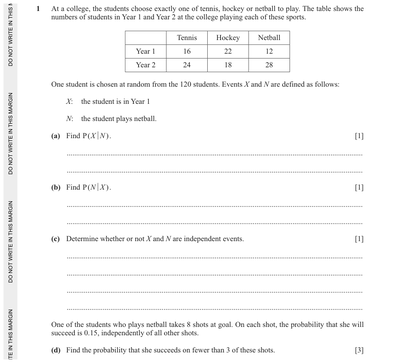 1 At a college, the students choose exactly one of tennis, hockey or netball to play. The table shows the
numbers of students in Year 1 and Year 2 at the college playing each of these sports.
Tennis Hockey Netball
Year 1 16 22 12
Year 2 24 18 28
One student is chosen at random from the 120 students. Events X and N are defined as follows:
X: the student is in Year 1
N: the student plays netball.
(a) Find P(X|N). [1]
(b) Find P(N|X). [1]
(c) Determine whether or not X and N are independent events. [1]
One of the students who plays netball takes 8 shots at goal. On each shot, the probability that she will
succeed is 0.15, independently of all other shots.
(d) Find the probability that she succeeds on fewer than 3 of these shots. [3]
DO NOT WRITE IN THIS
DO NOT WRITE IN THIS MARGIN
DO NOT WRITE IN THIS MARGIN
TE IN THIS MARGIN